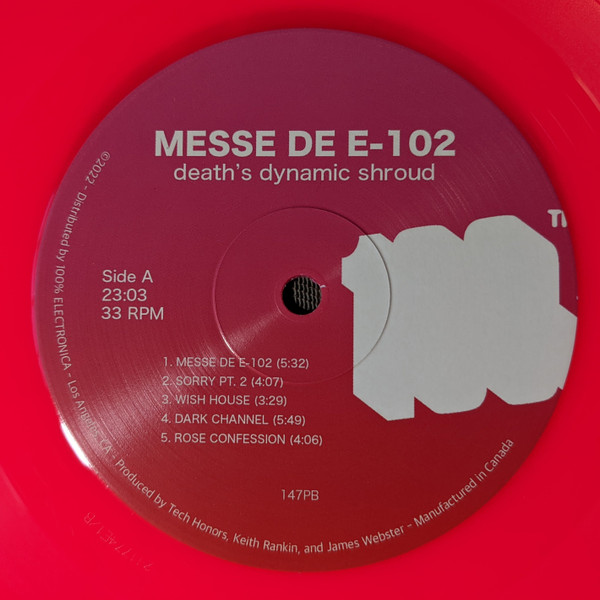 MESSE DE E-102
death's dynamic shroud
Side A
23:03
33 RPM
1. MESSE DE E-102 (5:32)
2. SORRY PT. 2 (4:07)
3. WISH HOUSE (3:29)
4. DARK CHANNEL (5:49)
5. ROSE CONFESSION (4:06)
147PB
©2022 - Distributed by 100% ELECTRONICA - Los Angeles, CA - Produced by Tech Honors, Keith Rankin, and James Webster - Manufactured in Canada